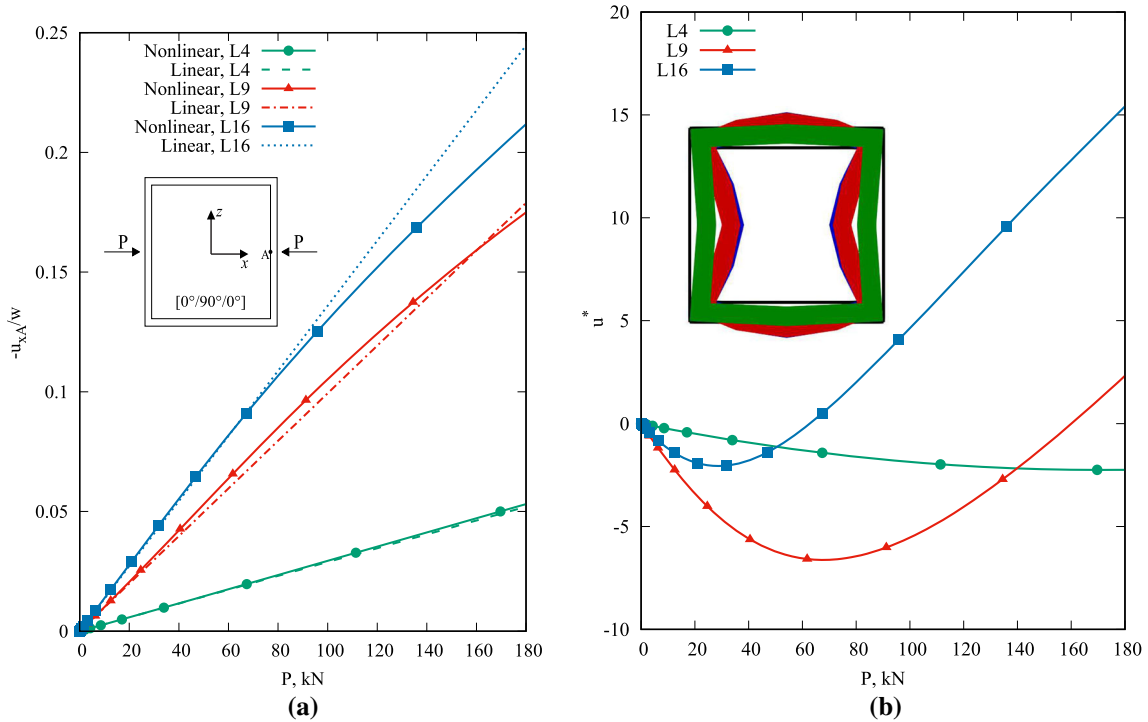 -0.25
0.2
0.15
0.1
0.05
0
-u_xA/w
Nonlinear, L4
Linear, L4
Nonlinear, L9
Linear, L9
Nonlinear, L16
Linear, L16
z
P P
x A
[0°/90°/0°]
0 20 40 60 80 100 120 140 160 180
P, kN
(a)
20
15
10
5
0
-5
-10
u*
L4
L9
L16
0 20 40 60 80 100 120 140 160 180
P, kN
(b)